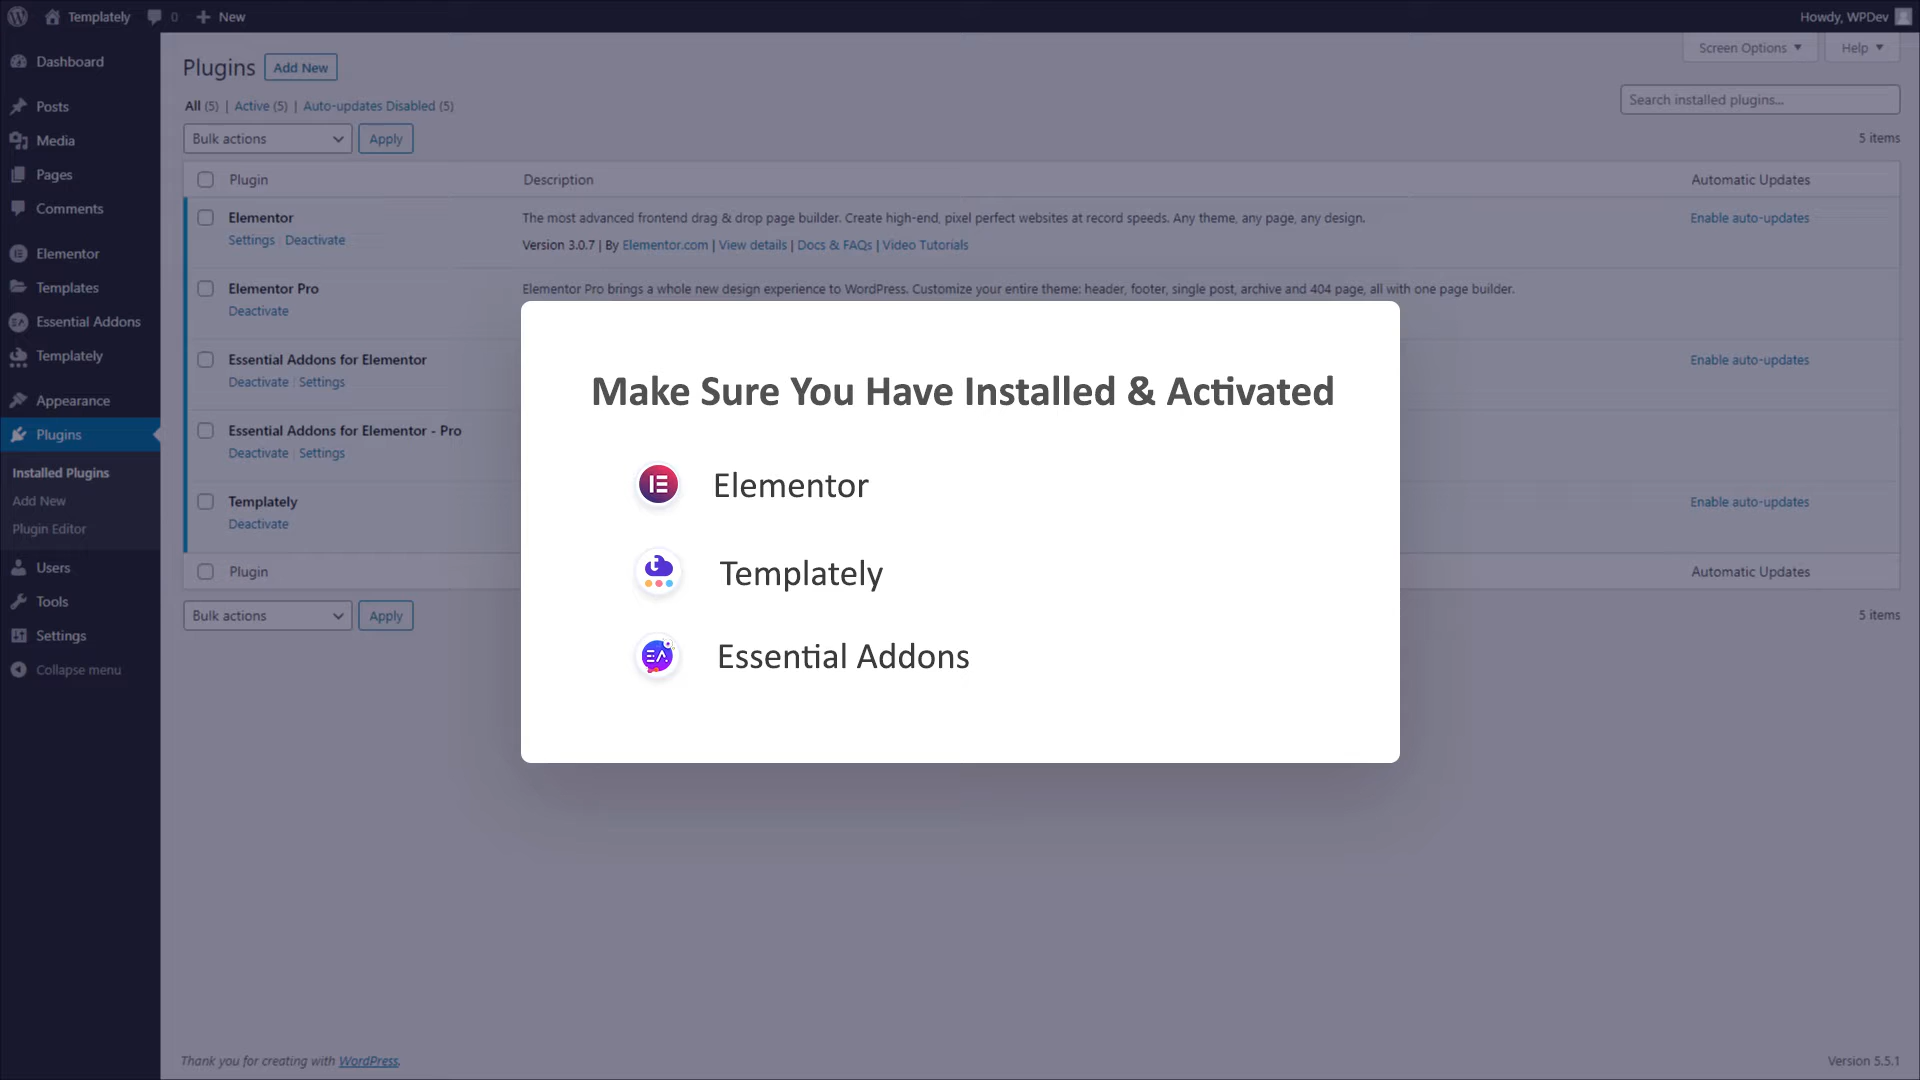 Templately 0 New Howdy, WPDev
Dashboard
Posts
Media
Pages
Comments
Elementor
Templates
Essential Addons
Templately
Appearance
Plugins
Installed Plugins
Add New
Plugin Editor
Users
Tools
Settings
Collapse menu
Screen Options Help
Plugins Add New
All (5) | Active (5) | Auto-updates Disabled (5)
Search installed plugins...
Bulk actions Apply 5 items
Plugin Description Automatic Updates
Elementor The most advanced frontend drag & drop page builder. Create high-end, pixel perfect websites at record speeds. Any theme, any page, any design. Enable auto-updates
Settings | Deactivate Version 3.0.7 | By Elementor.com | View details | Docs & FAQs | Video Tutorials
Elementor Pro Elementor Pro brings a whole new design experience to WordPress. Customize your entire theme: header, footer, single post, archive and 404 page, all with one page builder.
Deactivate
Essential Addons for Elementor Enable auto-updates
Deactivate | Settings
Essential Addons for Elementor - Pro
Deactivate | Settings
Templately Enable auto-updates
Deactivate
Plugin Automatic Updates
Bulk actions Apply 5 items
Make Sure You Have Installed & Activated
Elementor
Templately
EA Essential Addons
Thank you for creating with WordPress. Version 5.5.1